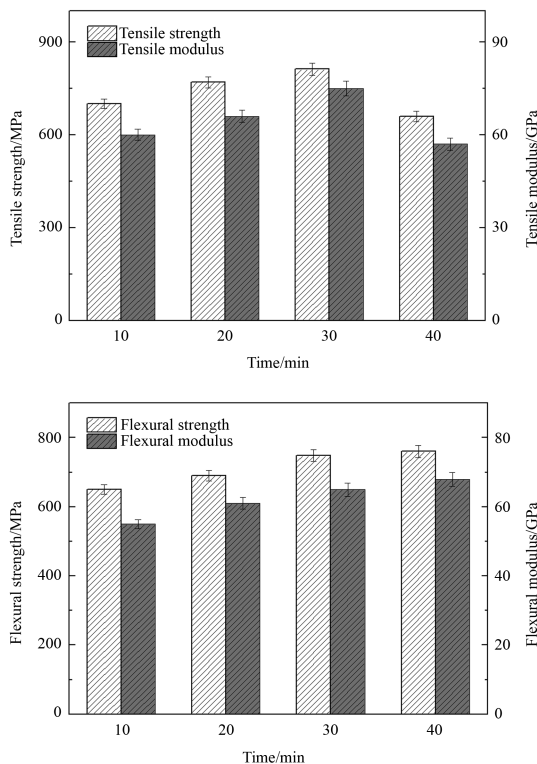 Tensile strength
Tensile modulus
900
600
300
0
90
60
30
0
Tensile strength/MPa
Tensile modulus/GPa
10 20 30 40
Time/min
Flexural strength
Flexural modulus
800
600
400
200
0
80
60
40
20
0
Flexural strength/MPa
Flexural modulus/GPa
10 20 30 40
Time/min